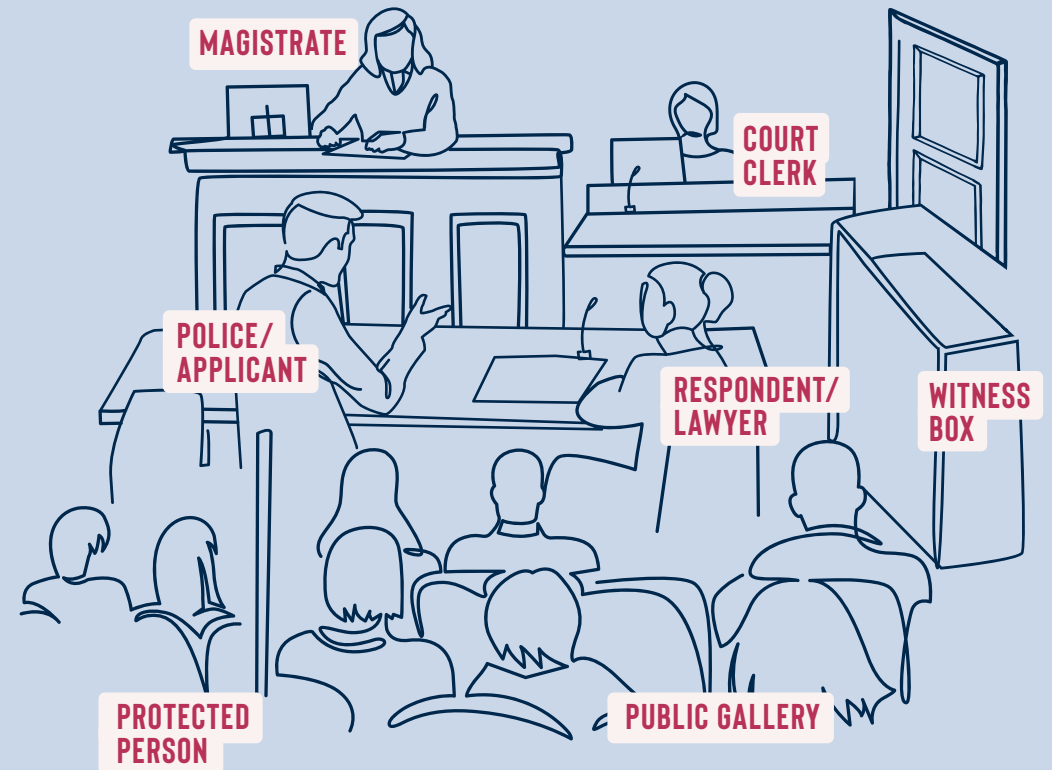 MAGISTRATE
COURT
CLERK
POLICE/
APPLICANT
RESPONDENT/
LAWYER
WITNESS
BOX
PROTECTED
PERSON
PUBLIC GALLERY